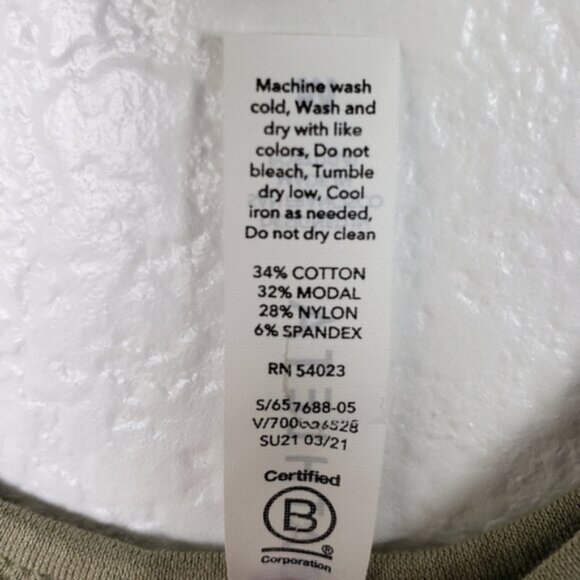 Machine wash
cold, Wash and
dry with like
colors, Do not
bleach, Tumble
dry low, Cool
iron as needed,
Do not dry clean
34% COTTON
32% MODAL
28% NYLON
6% SPANDEX
RN 54023
S/657688-05
SU21 03/21
Certified
B
®
Corporation